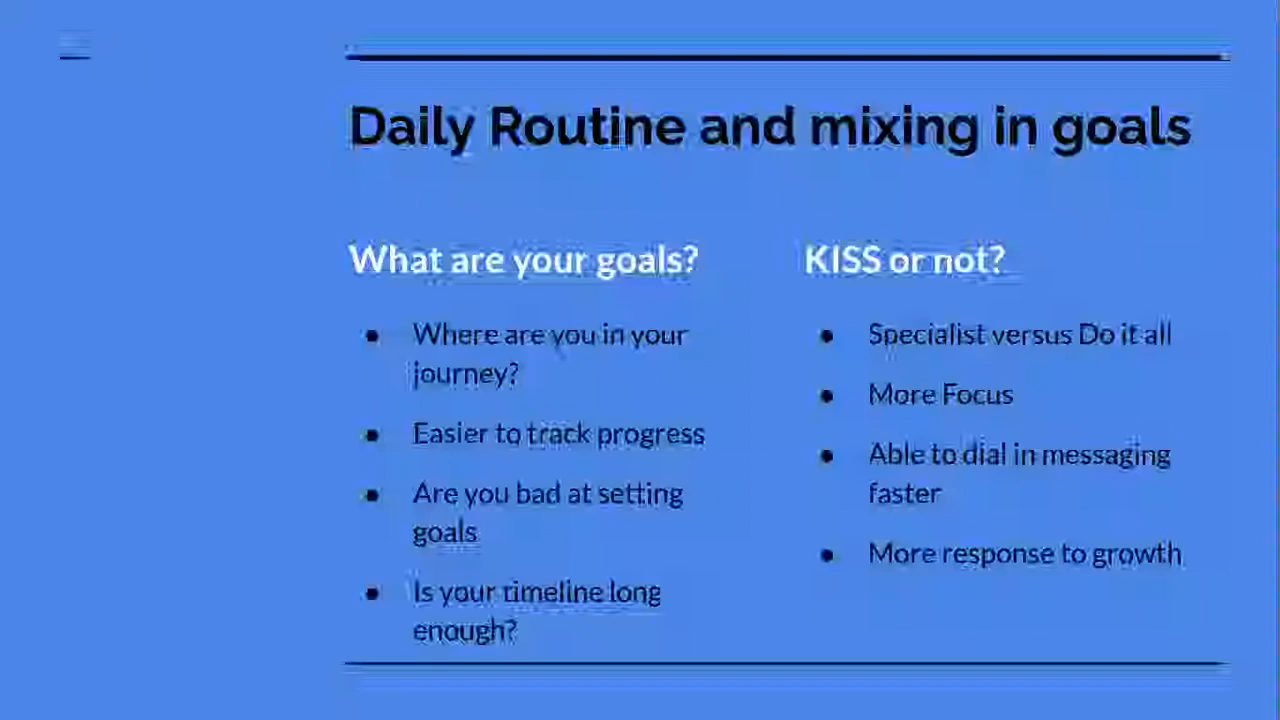 Daily Routine and mixing in goals
What are your goals?
Where are you in your
journey?
Easier to track progress
Are you bad at setting
goals
Is your timeline long
enough?
KISS or not?
Specialist versus Do it all
More Focus
Able to dial in messaging
faster
More response to growth